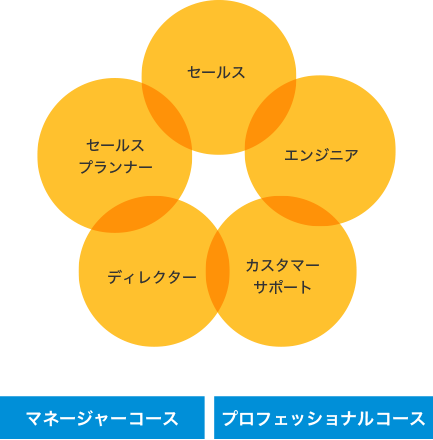 セールス
セールス
プランナー
エンジニア
ディレクター
カスタマー
サポート
マネージャーコース
プロフェッショナルコース